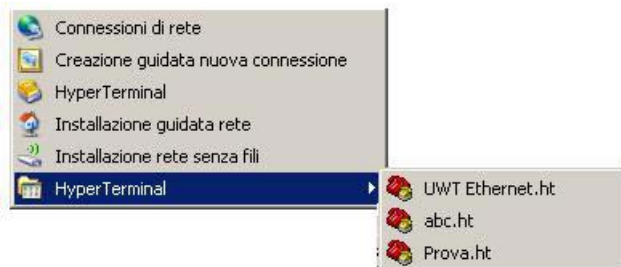 Connessioni di rete
Creazione guidata nuova connessione
HyperTerminal
Installazione guidata rete
Installazione rete senza fili
HyperTerminal
UWT Ethernet.ht
abc.ht
Prova.ht